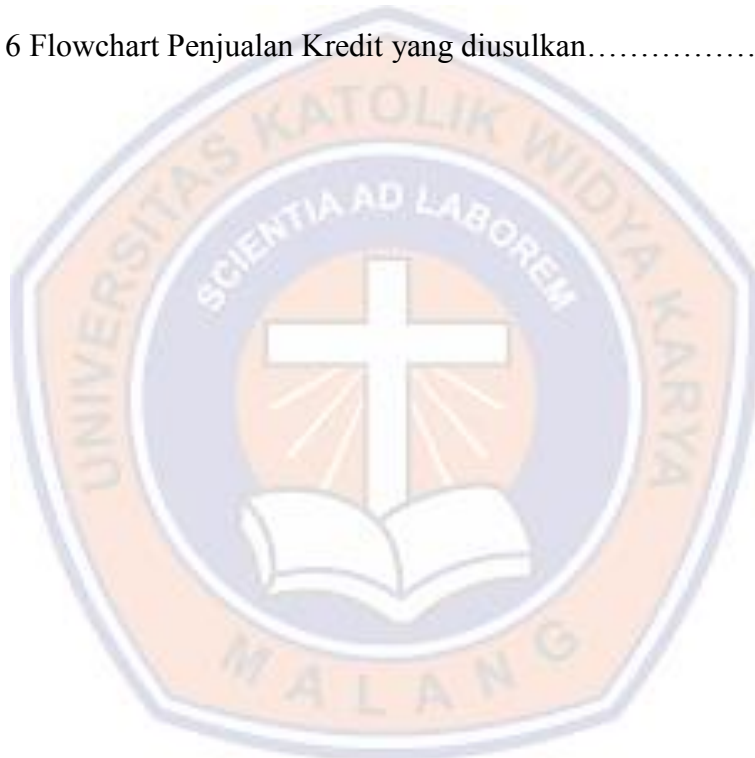 6 Flowchart Penjualan Kredit yang diusulkan……………
UNIVERSITAS KATOLIK WIDYA KARYA
SCIENTIA AD LABOREM
MALANG